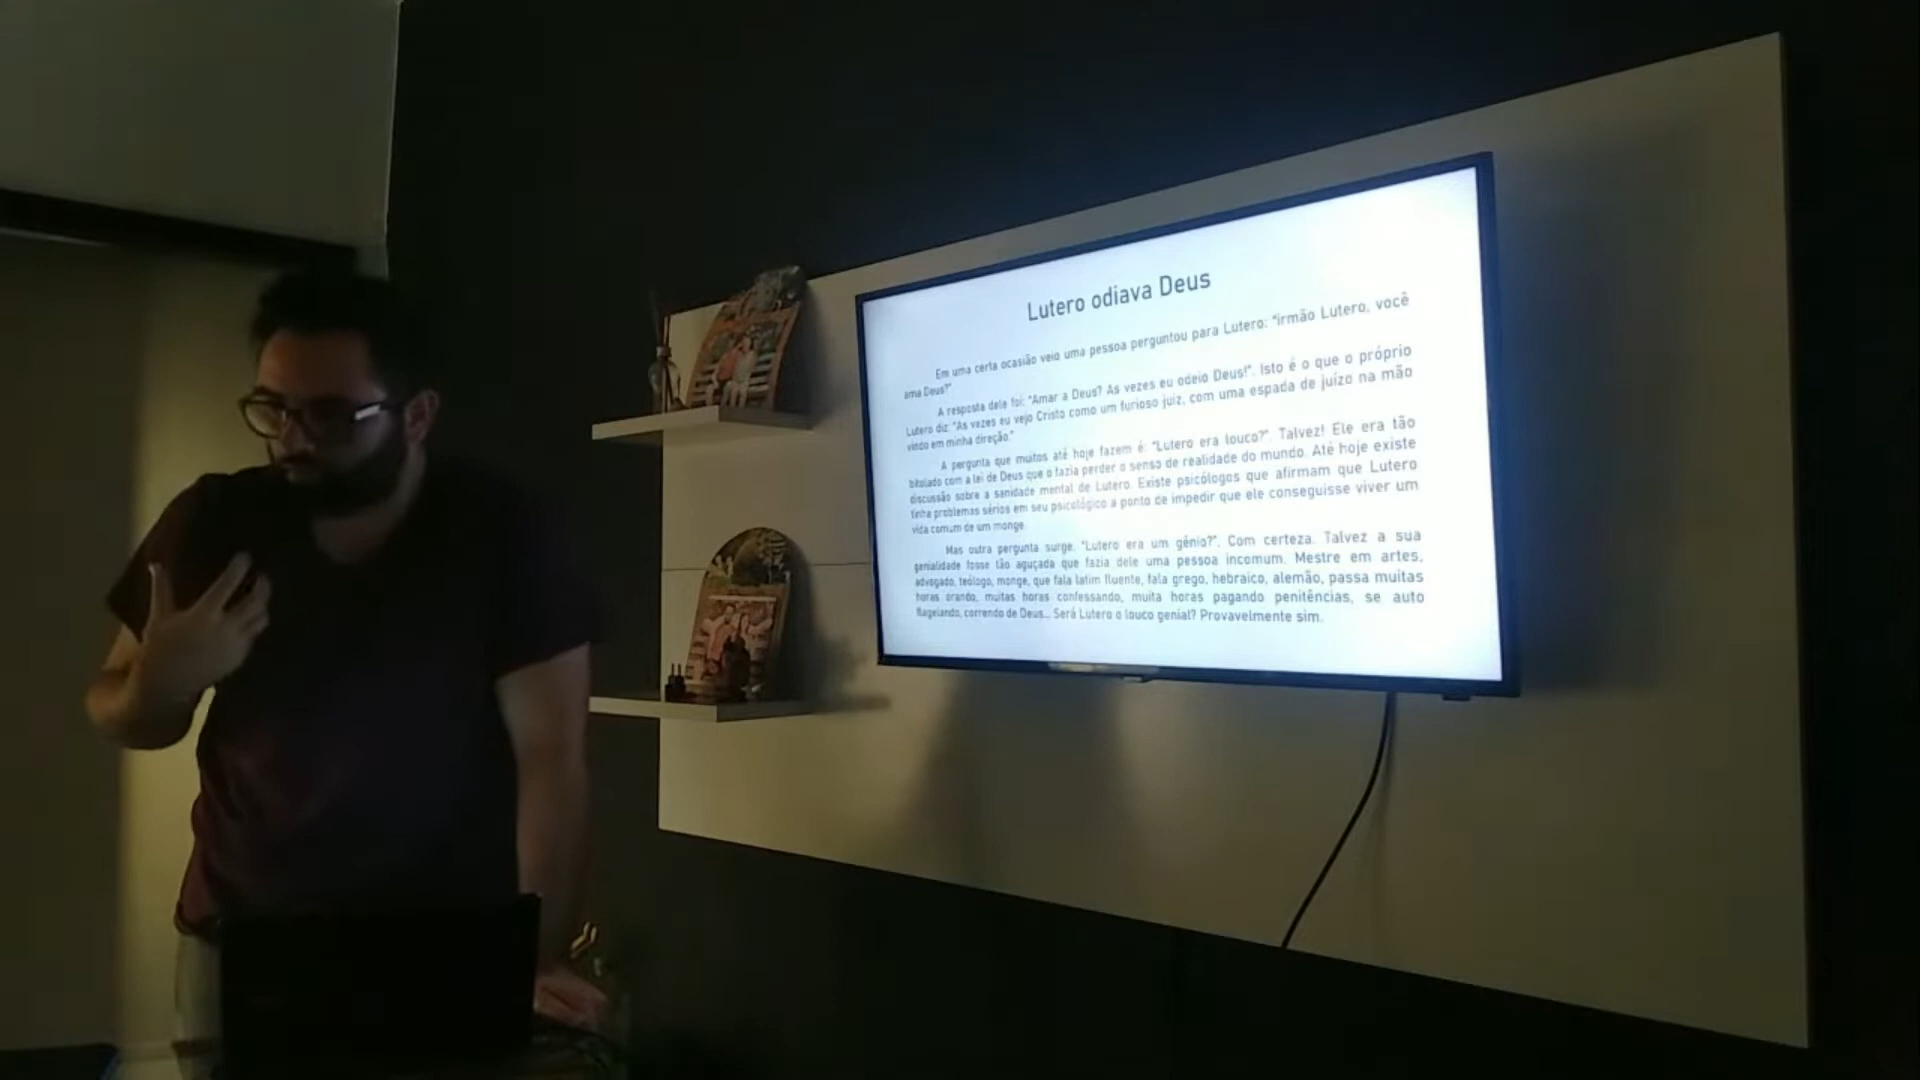 Lutero odiava Deus
Em uma certa ocasião veio uma pessoa perguntou para Lutero: "irmão Lutero, você
ama Deus?"
A resposta dele foi: "Amar a Deus? As vezes eu odeio Deus!". Isto é o que o próprio
Lutero diz: "As vezes eu vejo Cristo como um furioso juiz, com uma espada de juízo na mão
vindo em minha direção."
A pergunta que muitos até hoje fazem é: "Lutero era louco?". Talvez! Ele era tão
bitolado com a lei de Deus que o fazia perder o senso de realidade do mundo. Até hoje existe
discussão sobre a sanidade mental de Lutero. Existe psicólogos que afirmam que Lutero
tinha problemas sérios em seu psicológico a ponto de impedir que ele conseguisse viver um
vida comum de um monge.
Mas outra pergunta surge. "Lutero era um gênio?". Com certeza. Talvez a sua
genialidade fosse tão aguçada que fazia dele uma pessoa incomum. Mestre em artes,
advogado, teólogo, monge, que fala latim fluente, fala grego, hebraico, alemão, passa muitas
horas orando, muitas horas confessando, muita horas pagando penitências, se auto
flagelando, correndo de Deus... Será Lutero o louco genial? Provavelmente sim.